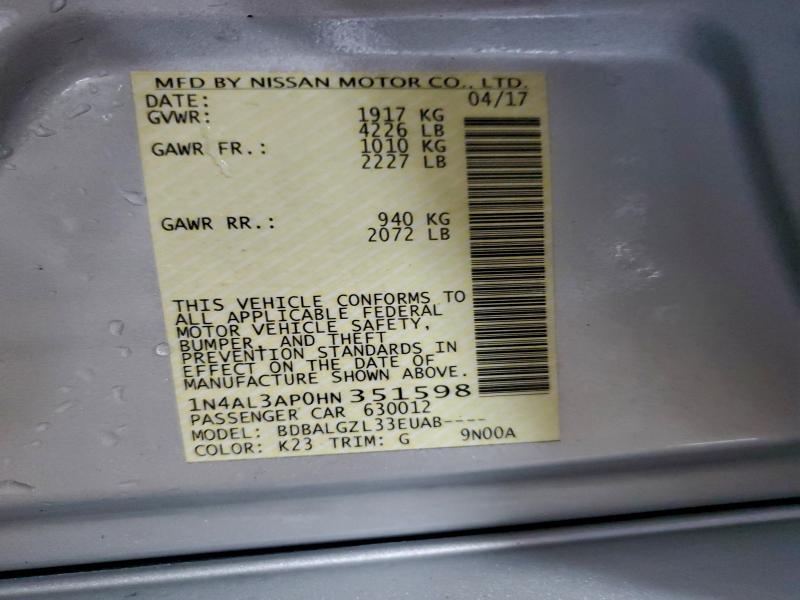 MFD BY NISSAN MOTOR CO., LTD.
DATE: 04/17
GVWR: 1917 KG
4226 LB
GAWR FR.: 1010 KG
2227 LB
GAWR RR.: 940 KG
2072 LB
THIS VEHICLE CONFORMS TO
ALL APPLICABLE FEDERAL
MOTOR VEHICLE SAFETY,
BUMPER, AND THEFT
PREVENTION STANDARDS IN
EFFECT ON THE DATE OF
MANUFACTURE SHOWN ABOVE.
1N4AL3AP0HN351598
PASSENGER CAR 630012
MODEL: BDBALGZL33EUAB----
COLOR: K23 TRIM: G 9N00A